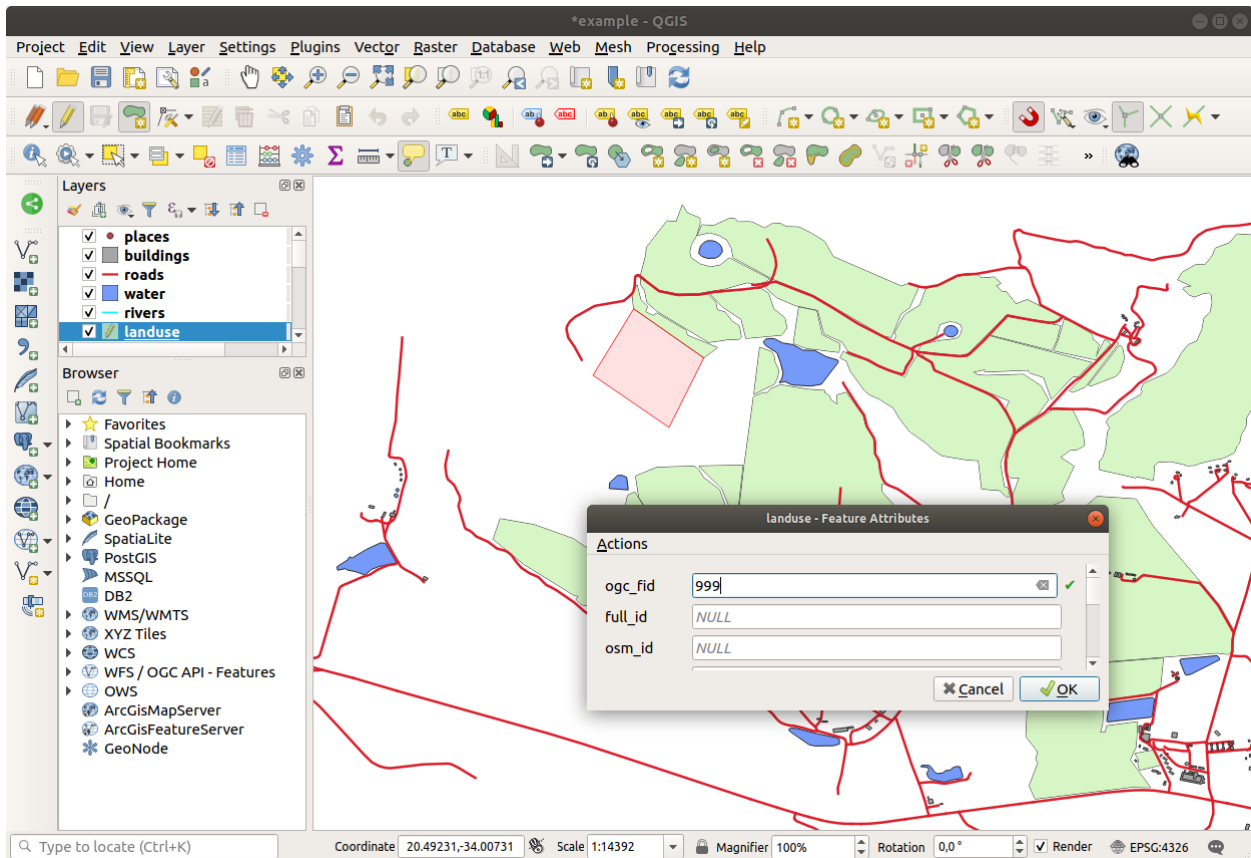 *example - QGIS
Project Edit View Layer Settings Plugins Vector Raster Database Web Mesh Processing Help
Layers
places
buildings
roads
water
rivers
landuse
Browser
Favorites
Spatial Bookmarks
Project Home
Home
/
GeoPackage
SpatiaLite
PostGIS
MSSQL
DB2
WMS/WMTS
XYZ Tiles
WCS
WFS / OGC API - Features
OWS
ArcGisMapServer
ArcGisFeatureServer
GeoNode
landuse - Feature Attributes
Actions
ogc_fid 999
full_id NULL
osm_id NULL
Cancel OK
Type to locate (Ctrl+K) Coordinate 20.49231,-34.00731 Scale 1:14392 Magnifier 100% Rotation 0,0 ° Render EPSG:4326